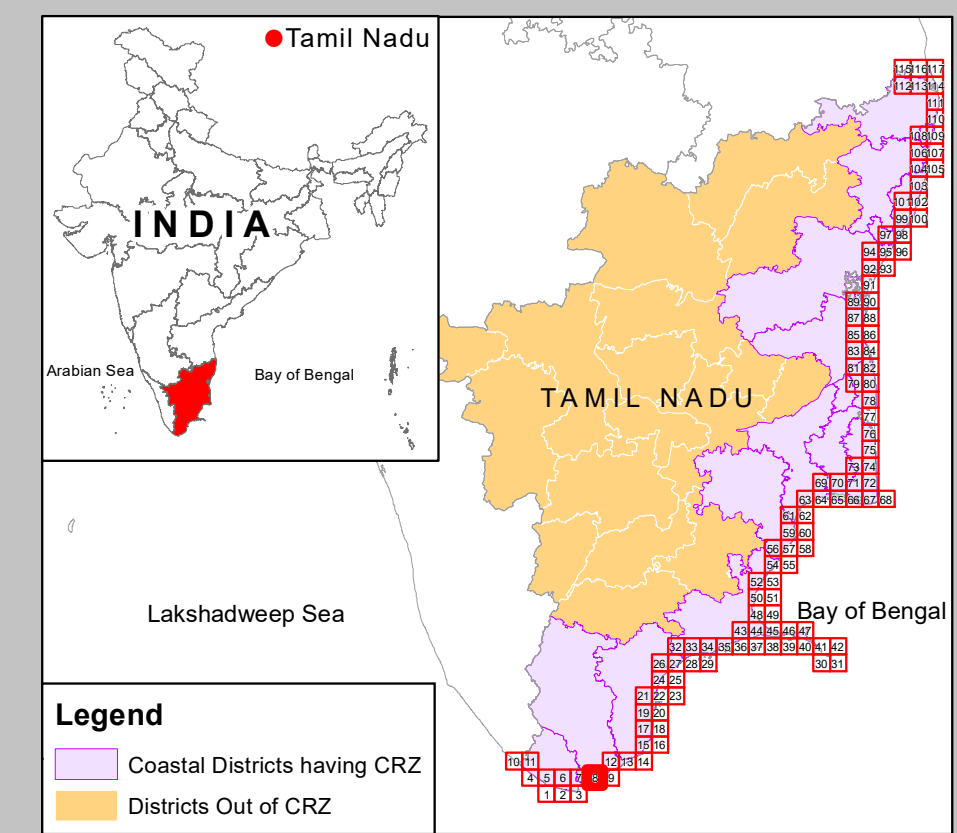 Tamil Nadu
INDIA
Arabian Sea
Bay of Bengal
TAMIL NADU
Lakshadweep Sea
Bay of Bengal
115 116 117
112 113 114
111
110
108 109
106 107
104 105
103
101 102
99 100
97 98
94 95 96
92 93
91
89 90
87 88
85 86
83 84
81 82
79 80
78
77
76
75
73 74
69 70 71 72
63 64 65 66 67 68
61 62
59 60
56 57 58
54 55
52 53
50 51
48 49
43 44 45 46 47
32 33 34 35 36 37 38 39 40 41 42
26 27 28 29 30 31
24 25
21 22 23
19 20
17 18
15 16
10 11 12 13 14
4 5 6 7 8 9
1 2 3
Legend
Coastal Districts having CRZ
Districts Out of CRZ